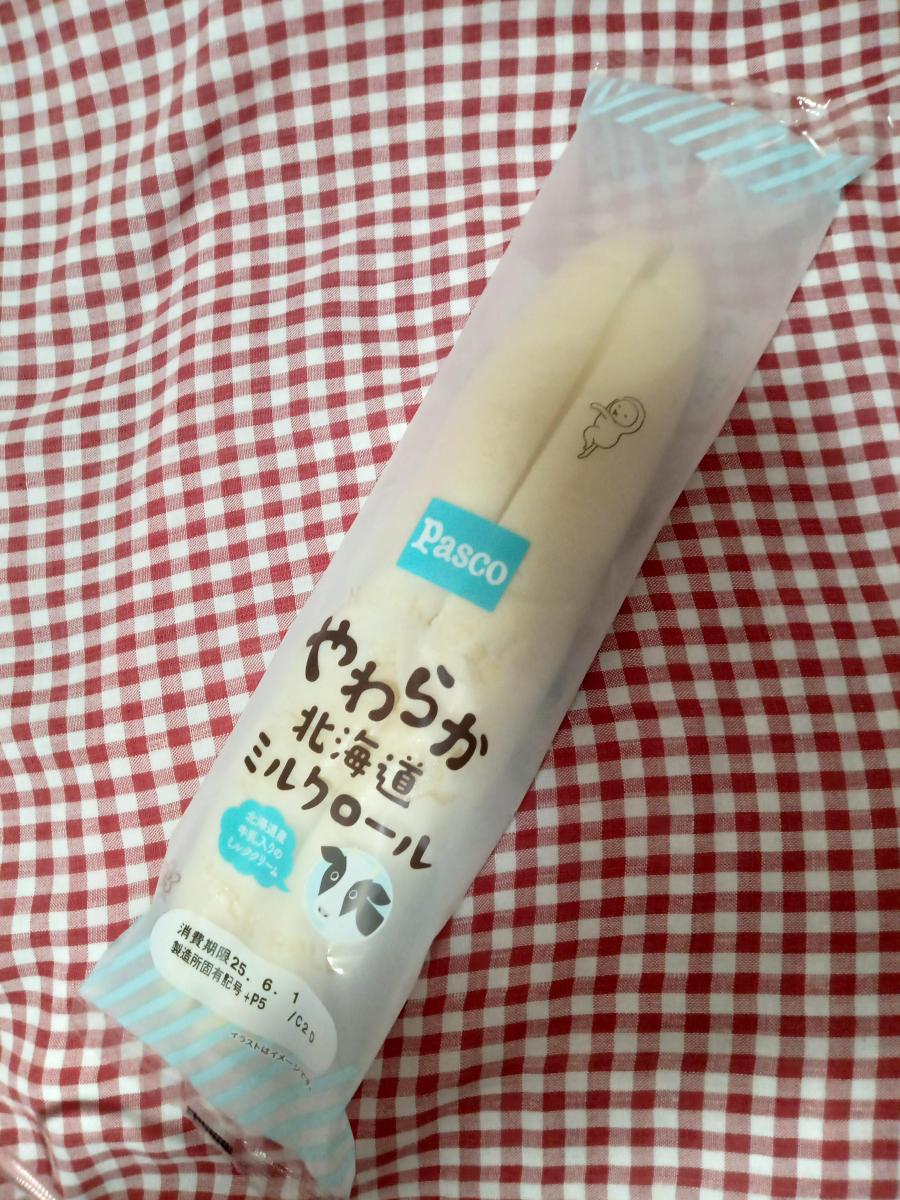 Pasco
やわらか
北海道
ミルクロール
北海道産
牛乳入りの
ミルククリーム
消費期限25. 6. 1
製造所固有記号+P5 /C20
イラストはイメージです。